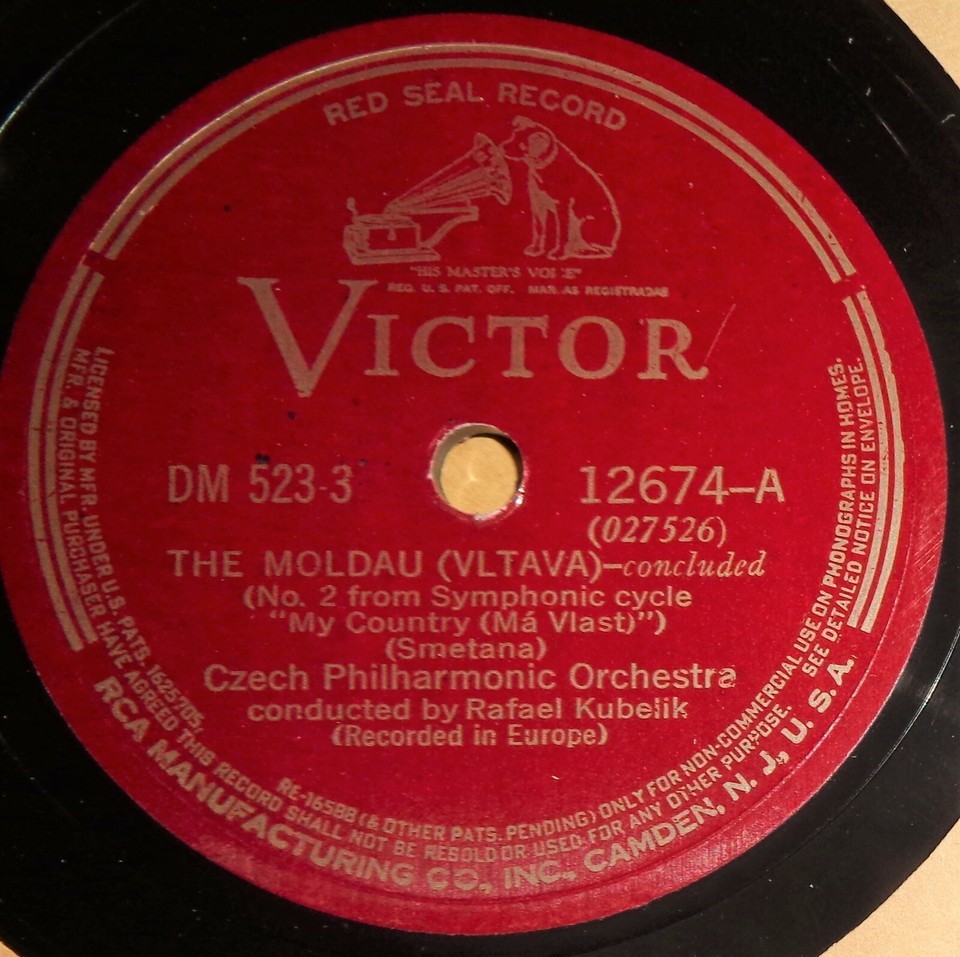 RED SEAL RECORD
"HIS MASTER'S VOICE"
REG. U. S. PAT. OFF. MARCAS REGISTRADAS
VICTOR
DM 523-3
12674-A
(027526)
THE MOLDAU (VLTAVA)-concluded
(No. 2 from Symphonic cycle
"My Country (Má Vlast)")
(Smetana)
Czech Philharmonic Orchestra
conducted by Rafael Kubelik
(Recorded in Europe)
LICENSED BY MFR. UNDER U.S. PATS. 1625705, RE-16588 (& OTHER PATS. PENDING) ONLY FOR NON-COMMERCIAL USE ON PHONOGRAPHS IN HOMES.
MFR. & ORIGINAL PURCHASER HAVE AGREED THIS RECORD SHALL NOT BE RESOLD OR USED FOR ANY OTHER PURPOSE. SEE DETAILED NOTICE ON ENVELOPE.
RCA MANUFACTURING CO., INC., CAMDEN, N. J., U. S. A.